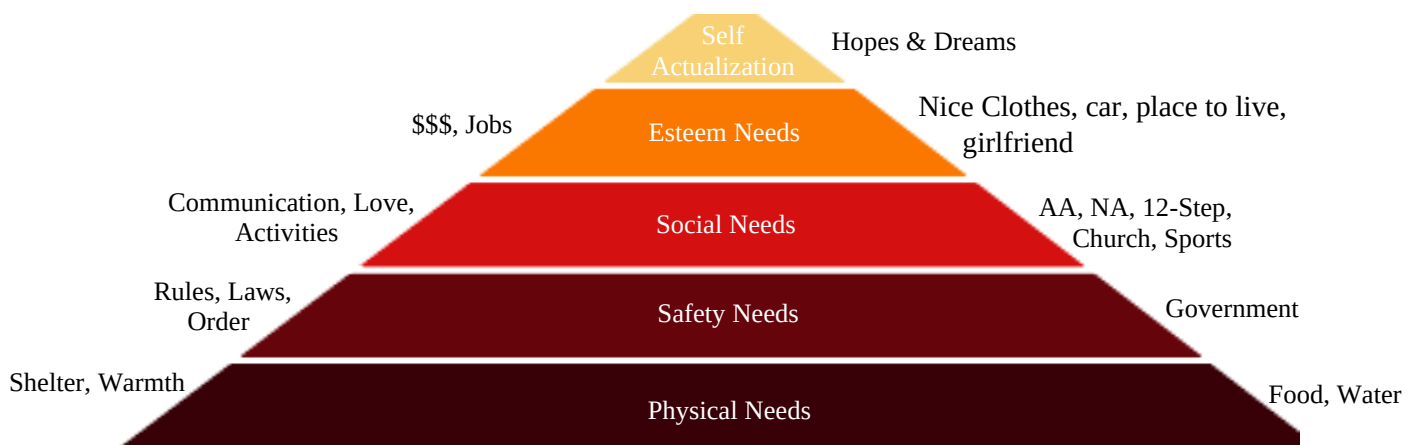 Self
Actualization
Hopes & Dreams
$$$, Jobs
Esteem Needs
Nice Clothes, car, place to live,
girlfriend
Communication, Love,
Activities
Social Needs
AA, NA, 12-Step,
Church, Sports
Rules, Laws,
Order
Safety Needs
Government
Shelter, Warmth
Physical Needs
Food, Water